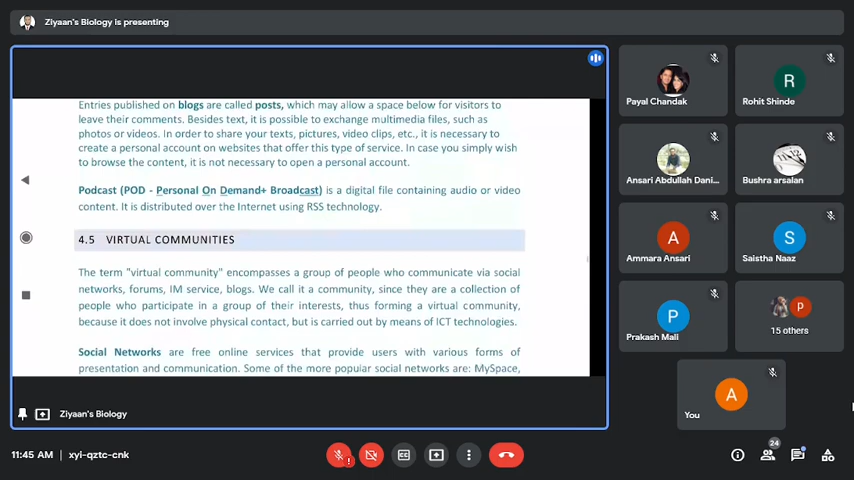 Ziyaan's Biology is presenting
Entries published on blogs are called posts, which may allow a space below for visitors to
leave their comments. Besides text, it is possible to exchange multimedia files, such as
photos or videos. In order to share your texts, pictures, video clips, etc., it is necessary to
create a personal account on websites that offer this type of service. In case you simply wish
to browse the content, it is not necessary to open a personal account.
Podcast (POD - Personal On Demand+ Broadcast) is a digital file containing audio or video
content. It is distributed over the Internet using RSS technology.
4.5 VIRTUAL COMMUNITIES
The term "virtual community" encompasses a group of people who communicate via social
networks, forums, IM service, blogs. We call it a community, since they are a collection of
people who participate in a group of their interests, thus forming a virtual community,
because it does not involve physical contact, but is carried out by means of ICT technologies.
Social Networks are free online services that provide users with various forms of
presentation and communication. Some of the more popular social networks are: MySpace,
Ziyaan's Biology
Payal Chandak
R
Rohit Shinde
Ansari Abdullah Dani...
Bushra arsalan
A
Ammara Ansari
S
Saistha Naaz
P
Prakash Mali
P
15 others
A
You
11:45 AM | xyi-qztc-cnk
CC
24